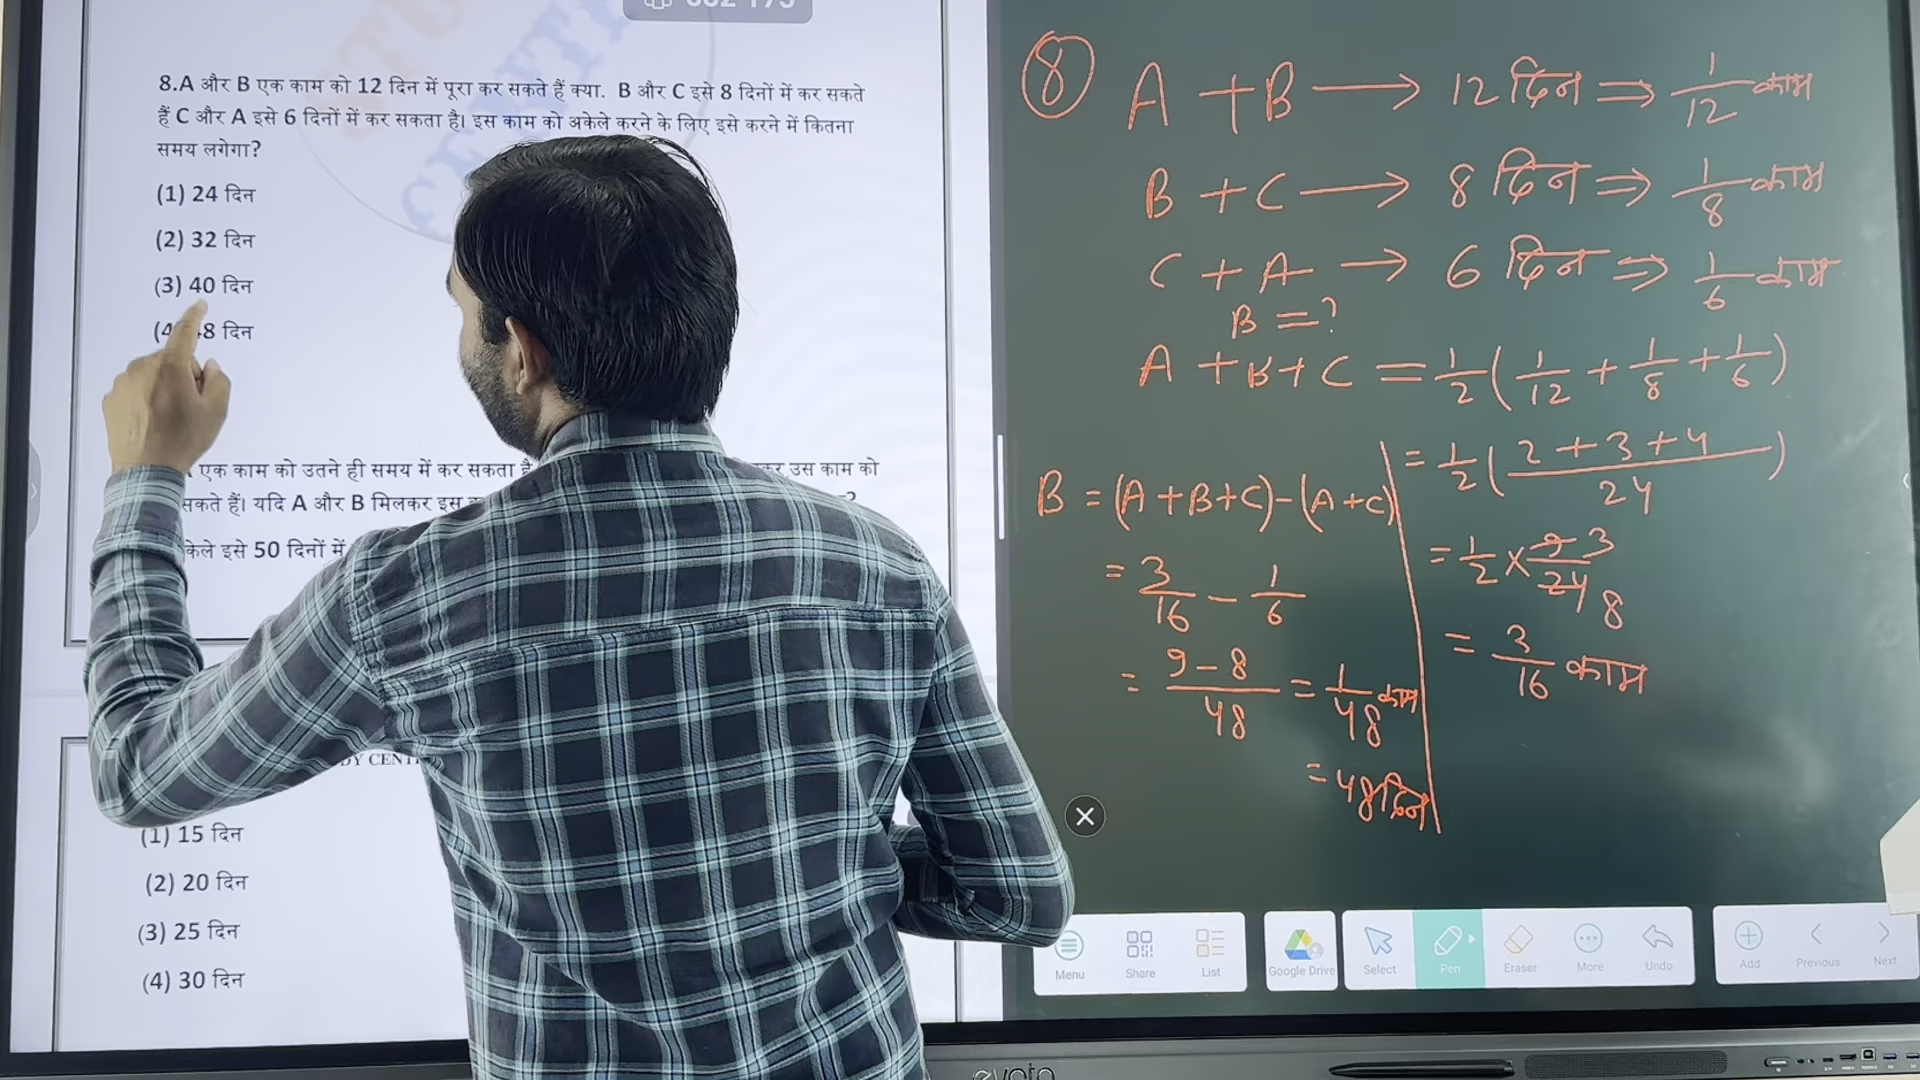 8.A और B एक काम को 12 दिन में पूरा कर सकते हैं क्या. B और C इसे 8 दिनों में कर सकते
हैं C और A इसे 6 दिनों में कर सकता है। इस काम को अकेले करने के लिए इसे करने में कितना
समय लगेगा?
(1) 24 दिन
(2) 32 दिन
(3) 40 दिन
(4 48 दिन
एक काम को उतने ही समय में कर सकता है उस काम को
सकते हैं। यदि A और B मिलकर इस
इसे 50 दिनों में
(1) 15 दिन
(2) 20 दिन
(3) 25 दिन
(4) 30 दिन
8 A + B → 12 दिन ⇒ 1/12 काम
B + C → 8 दिन ⇒ 1/8 काम
C + A → 6 दिन ⇒ 1/6 काम
B = ?
A + B + C = 1/2 (1/12 + 1/8 + 1/6)
= 1/2 (2 + 3 + 4 / 24)
= 1/2 × 9/24 3 8
= 3/16 काम
B = (A + B + C) - (A + C)
= 3/16 - 1/6
= 9 - 8 / 48 = 1/48 काम
= 48 दिन
Menu
Share
List
Google Drive
Select
Pen
Eraser
More
Undo
Add
Previous
Next